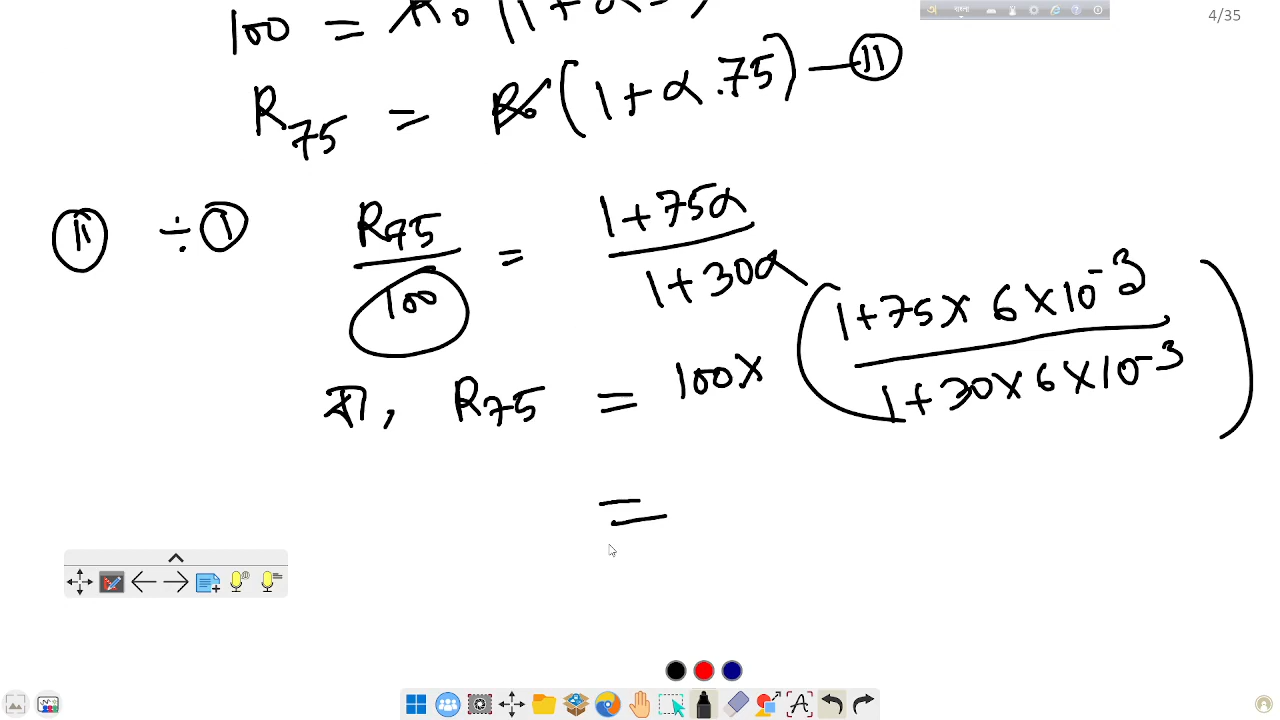 4/35
100 = R₀ (1+α
R₇₅ = R₀ (1+α.75) — II
II ÷ I R₇₅/100 = (1+75α)/(1+30α)
বা, R₇₅ = 100× ((1+75×6×10⁻³)/(1+30×6×10⁻³))
=